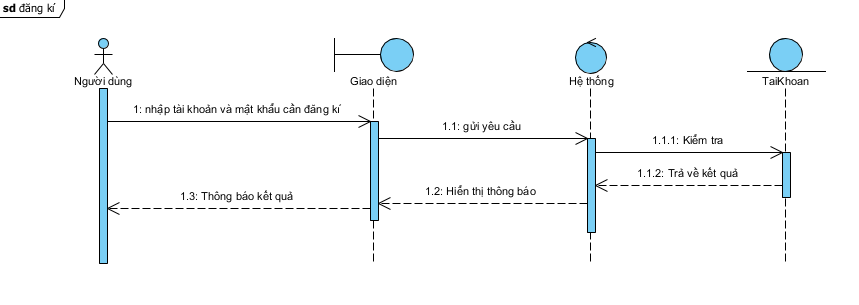 sd đăng kí
Người dùng
Giao diện
Hệ thống
TaiKhoan
1: nhập tài khoản và mật khẩu cần đăng kí
1.1: gửi yêu cầu
1.1.1: Kiểm tra
1.1.2: Trả về kết quả
1.2: Hiển thị thông báo
1.3: Thông báo kết quả